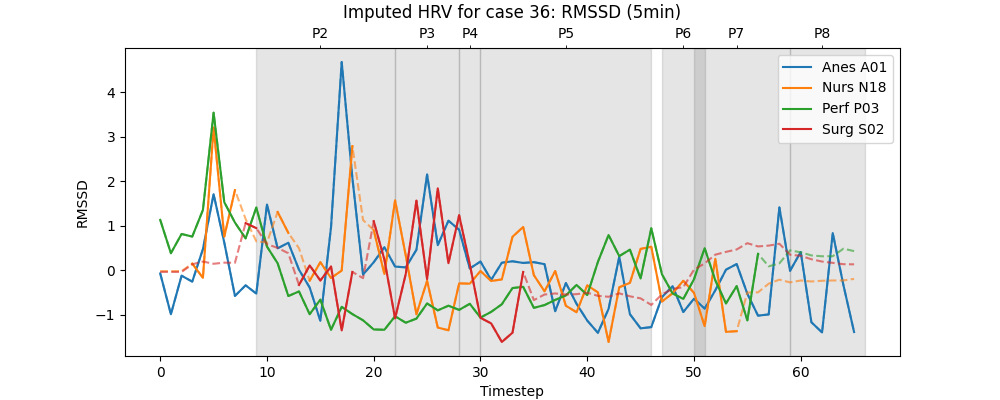 Imputed HRV for case 36: RMSSD (5min)
P2 P3 P4 P5 P6 P7 P8
Anes A01
Nurs N18
Perf P03
Surg S02
RMSSD
4
3
2
1
0
−1
0 10 20 30 40 50 60
Timestep